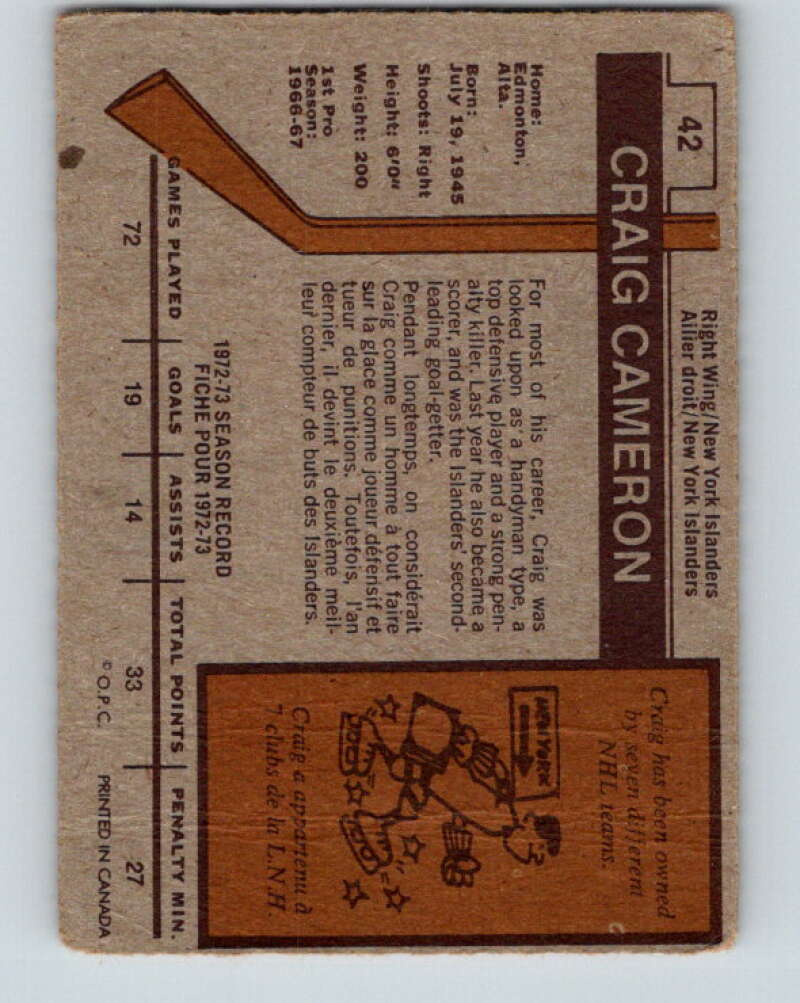 42
Right Wing/New York Islanders
Ailier droit/New York Islanders
CRAIG CAMERON
Home:
Edmonton,
Alta.
Born:
July 19, 1945
Shoots: Right
Height: 6'0"
Weight: 200
1st Pro
Season:
1966-67
For most of his career, Craig was
looked upon as a handyman type, a
top defensive player and a strong pen-
alty killer. Last year he also became a
scorer, and was the Islanders' second-
leading goal-getter.
Pendant longtemps, on considérait
Craig comme un homme à tout faire
sur la glace comme joueur défensif et
tueur de punitions. Toutefois, l'an
dernier, il devint le deuxième meil-
leur compteur de buts des Islanders.
Craig has been owned
by seven different
NHL teams.
NEW YORK
Craig a appartenu à
7 clubs de la L.N.H.
1972-73 SEASON RECORD
FICHE POUR 1972-73
GAMES PLAYED GOALS ASSISTS TOTAL POINTS PENALTY MIN.
72 19 14 33 27
© O.P.C. PRINTED IN CANADA